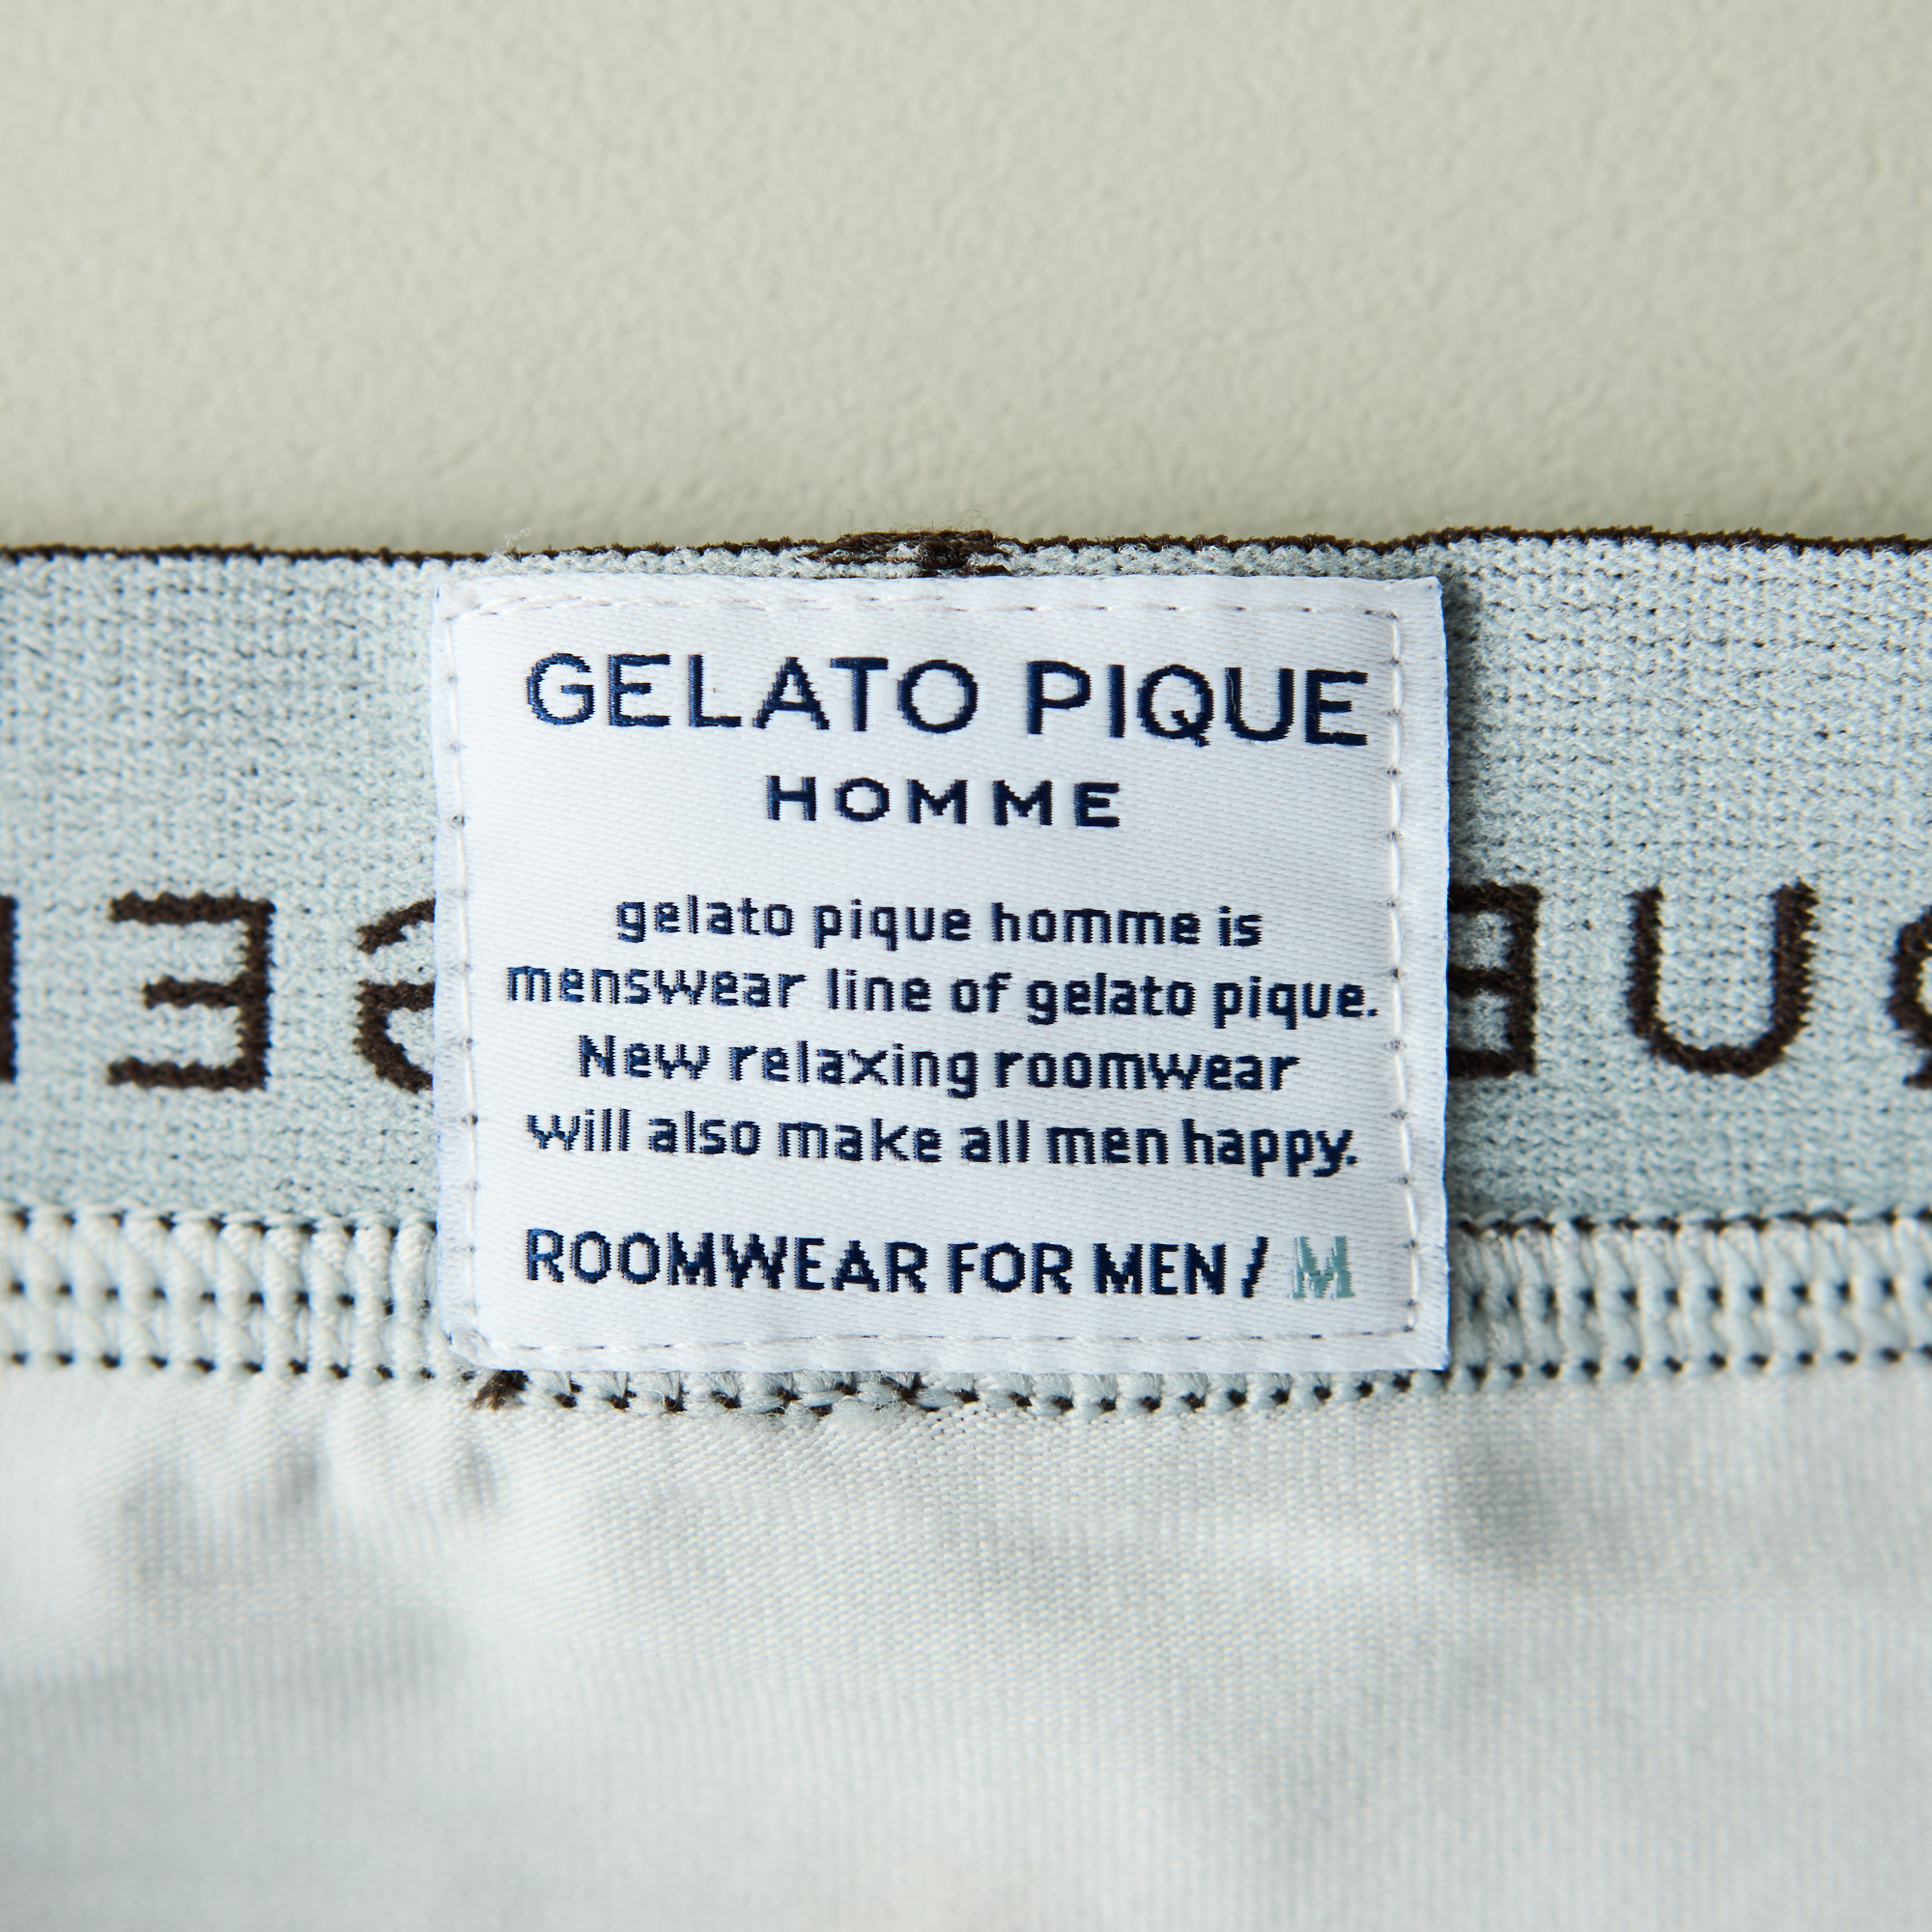 GELATO PIQUE
HOMME
gelato pique homme is
menswear line of gelato pique.
New relaxing roomwear
will also make all men happy.
ROOMWEAR FOR MEN / M